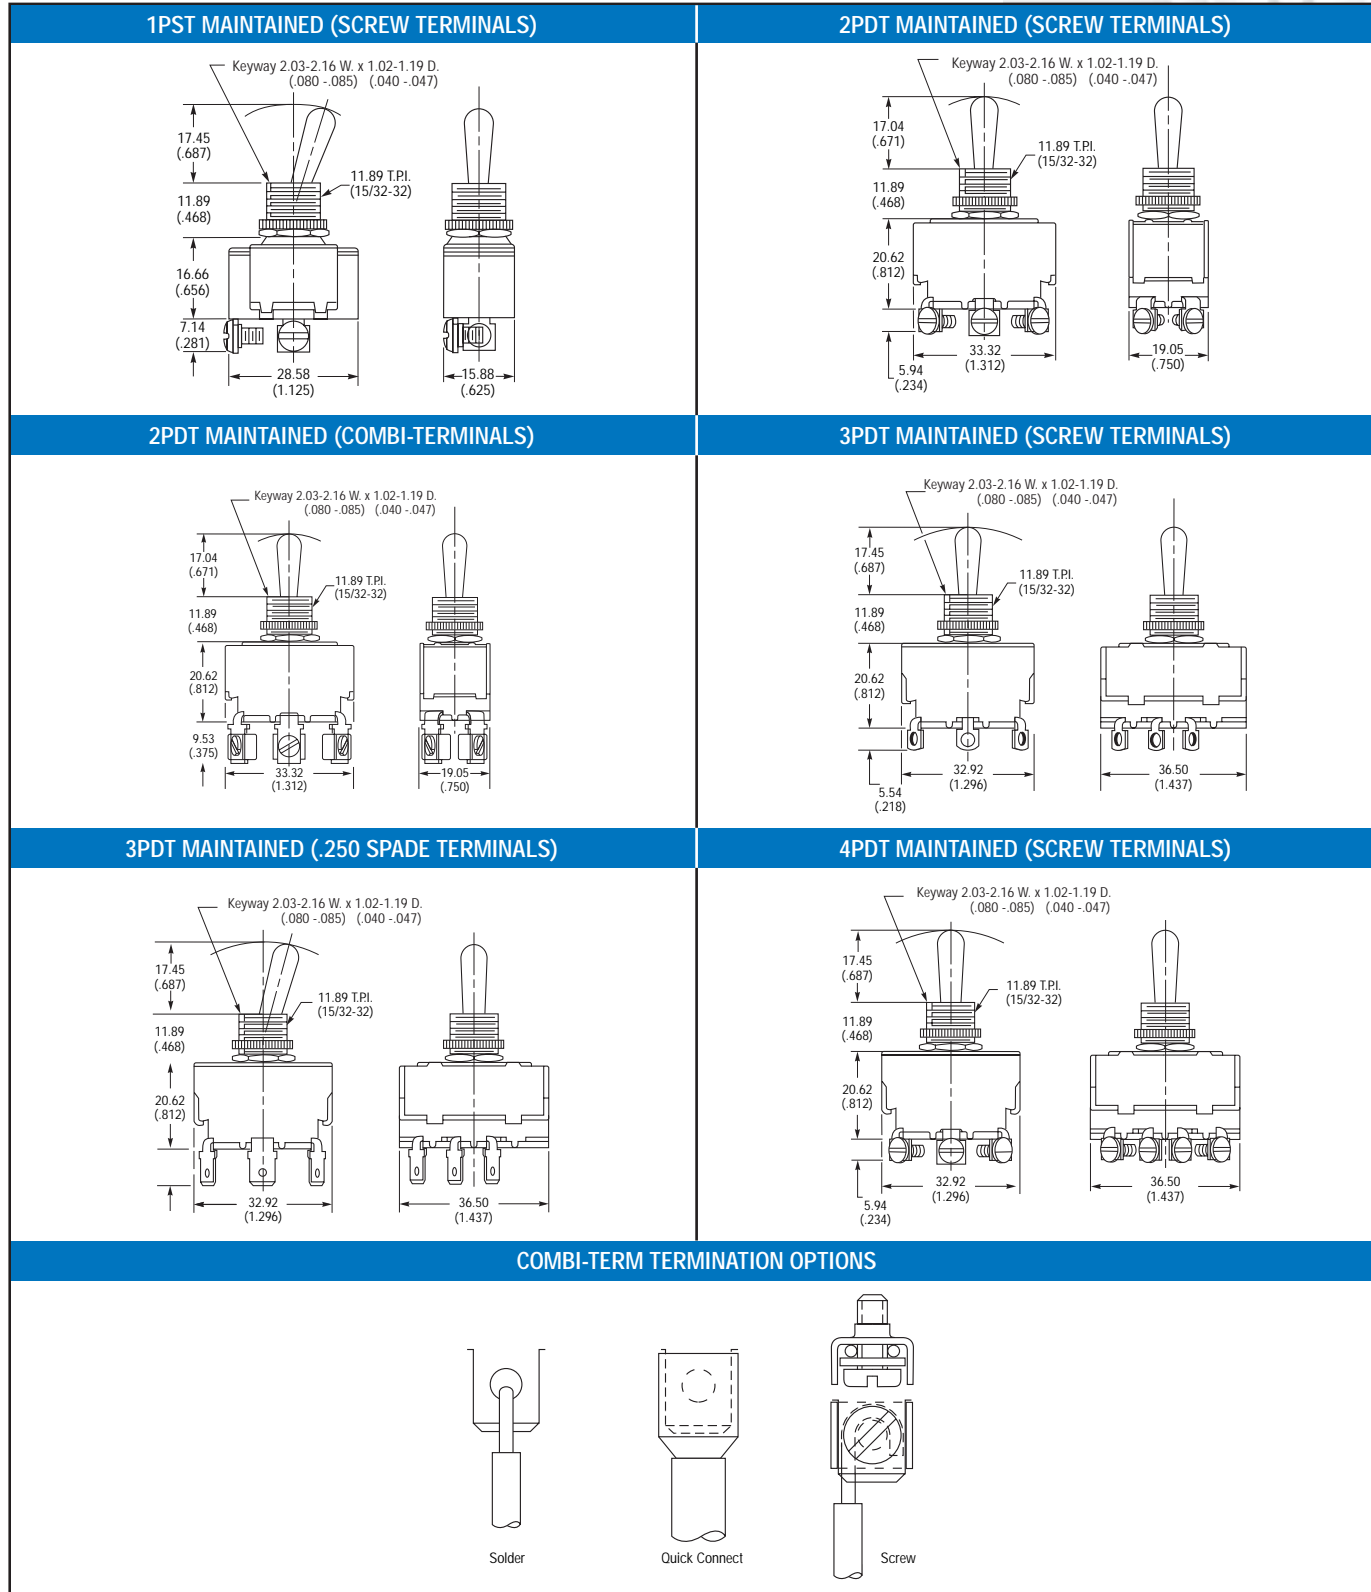 1PST MAINTAINED (SCREW TERMINALS)
Keyway 2.03-2.16 W. x 1.02-1.19 D.
(.080 -.085) (.040 -.047)
17.45
(.687)
11.89 T.P.I.
(15/32-32)
11.89
(.468)
16.66
(.656)
7.14
(.281)
28.58
(1.125)
15.88
(.625)
2PDT MAINTAINED (SCREW TERMINALS)
Keyway 2.03-2.16 W. x 1.02-1.19 D.
(.080 -.085) (.040 -.047)
17.04
(.671)
11.89 T.P.I.
(15/32-32)
11.89
(.468)
20.62
(.812)
5.94
(.234)
33.32
(1.312)
19.05
(.750)
2PDT MAINTAINED (COMBI-TERMINALS)
Keyway 2.03-2.16 W. x 1.02-1.19 D.
(.080 -.085) (.040 -.047)
17.04
(.671)
11.89 T.P.I.
(15/32-32)
11.89
(.468)
20.62
(.812)
9.53
(.375)
33.32
(1.312)
19.05
(.750)
3PDT MAINTAINED (SCREW TERMINALS)
Keyway 2.03-2.16 W. x 1.02-1.19 D.
(.080 -.085) (.040 -.047)
17.45
(.687)
11.89 T.P.I.
(15/32-32)
11.89
(.468)
20.62
(.812)
5.54
(.218)
32.92
(1.296)
36.50
(1.437)
3PDT MAINTAINED (.250 SPADE TERMINALS)
Keyway 2.03-2.16 W. x 1.02-1.19 D.
(.080 -.085) (.040 -.047)
17.45
(.687)
11.89 T.P.I.
(15/32-32)
11.89
(.468)
20.62
(.812)
32.92
(1.296)
36.50
(1.437)
4PDT MAINTAINED (SCREW TERMINALS)
Keyway 2.03-2.16 W. x 1.02-1.19 D.
(.080 -.085) (.040 -.047)
17.45
(.687)
11.89 T.P.I.
(15/32-32)
11.89
(.468)
20.62
(.812)
5.94
(.234)
32.92
(1.296)
36.50
(1.437)
COMBI-TERM TERMINATION OPTIONS
Solder
Quick Connect
Screw